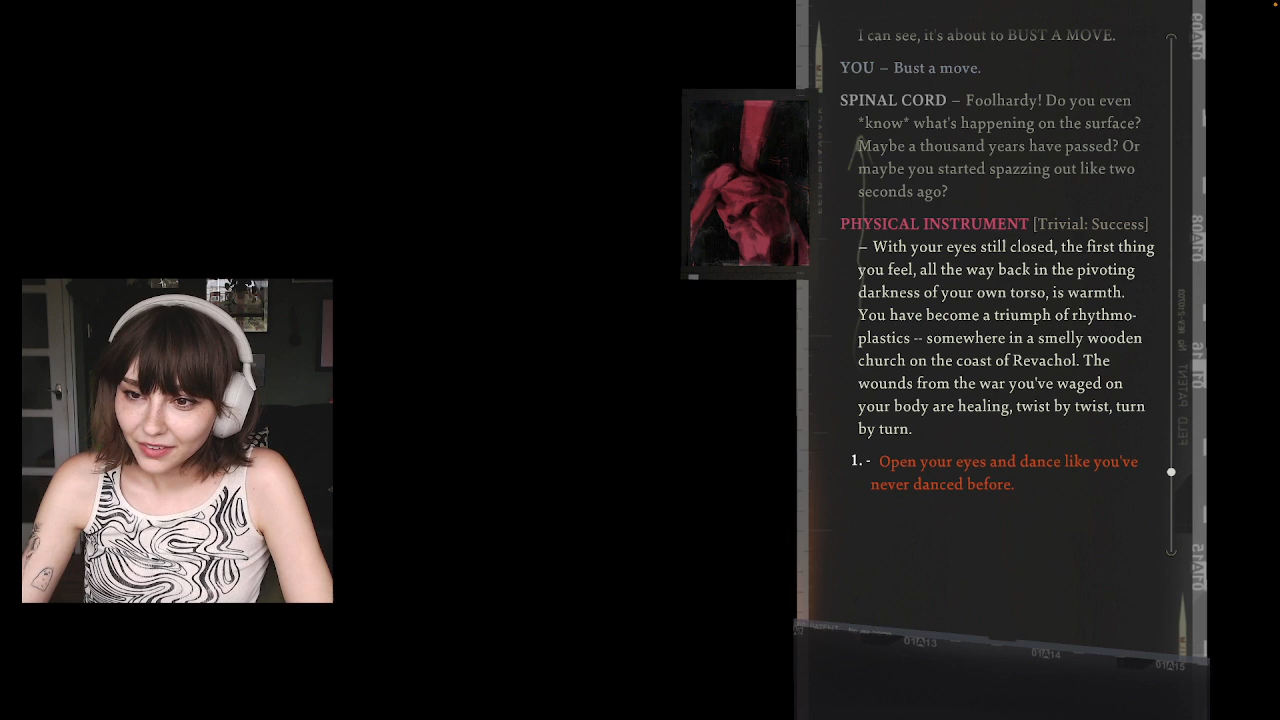 I can see, it's about to BUST A MOVE.
YOU – Bust a move.
SPINAL CORD – Foolhardy! Do you even
*know* what's happening on the surface?
Maybe a thousand years have passed? Or
maybe you started spazzing out like two
seconds ago?
PHYSICAL INSTRUMENT [Trivial: Success]
– With your eyes still closed, the first thing
you feel, all the way back in the pivoting
darkness of your own torso, is warmth.
You have become a triumph of rhythmo-
plastics -- somewhere in a smelly wooden
church on the coast of Revachol. The
wounds from the war you've waged on
your body are healing, twist by twist, turn
by turn.
1. - Open your eyes and dance like you've
never danced before.
01A13
01A14
01A15